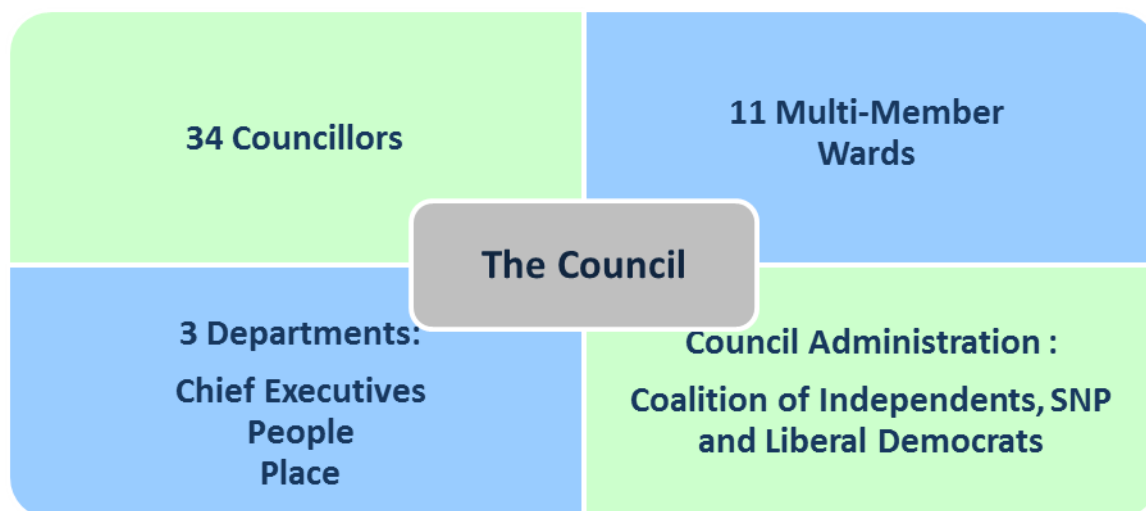 34 Councillors
11 Multi-Member
Wards
The Council
3 Departments:
Chief Executives
People
Place
Council Administration :
Coalition of Independents, SNP
and Liberal Democrats